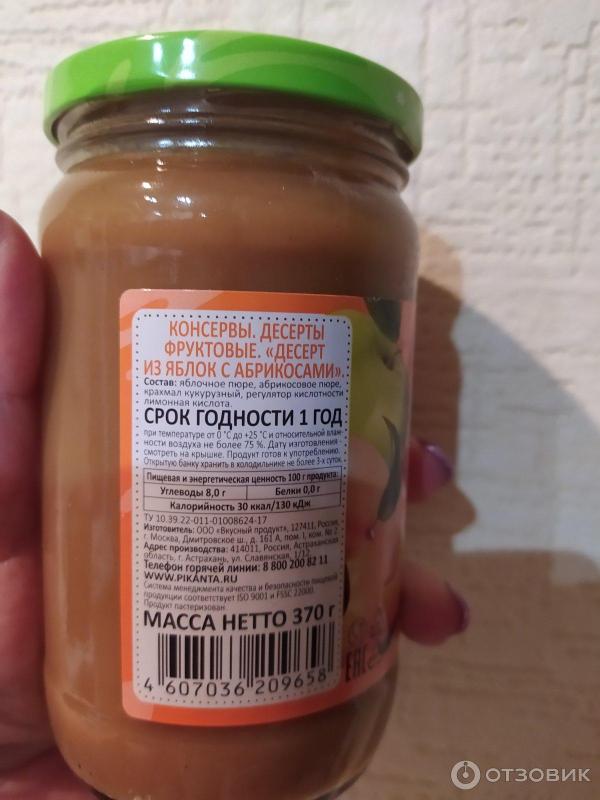 КОНСЕРВЫ. ДЕСЕРТЫ
ФРУКТОВЫЕ. «ДЕСЕРТ
ИЗ ЯБЛОК С АБРИКОСАМИ».
Состав: яблочное пюре, абрикосовое пюре,
крахмал кукурузный, регулятор кислотности
лимонная кислота.
СРОК ГОДНОСТИ 1 ГОД
при температуре от 0 °С до +25 °С и относительной влаж-
ности воздуха не более 75 %. Дату изготовления -
смотреть на крышке. Продукт готов к употреблению.
Открытую банку хранить в холодильнике не более 3-х суток.
Пищевая и энергетическая ценность 100 г продукта:
Углеводы 8,0 г Белки 0,0 г
Калорийность 30 ккал/130 кДж
ТУ 10.39.22-011-01008624-17
Изготовитель: ООО «Вкусный продукт», 127411, Россия,
г. Москва, Дмитровское ш., д. 161 А, пом. I, ком. № 2
Адрес производства: 414011, Россия, Астраханская
область, г. Астрахань, ул. Славянская, 1/12
Телефон горячей линии: 8 800 200 82 11
WWW.PIKANTA.RU
Система менеджмента качества и безопасности пищевой
продукции соответствует ISO 9001 и FSSC 22000.
Продукт пастеризован.
МАССА НЕТТО 370 г
4 607036 209658
EAC
ОТЗОВИК